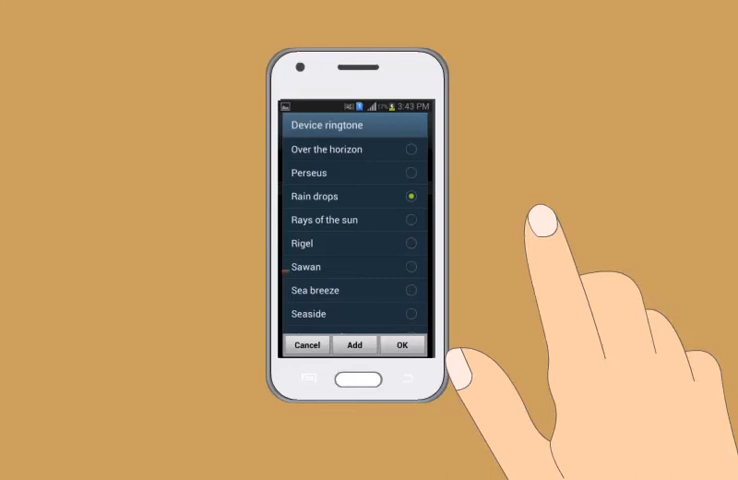 17% 3:43 PM
Device ringtone
Over the horizon
Perseus
Rain drops
Rays of the sun
Rigel
Sawan
Sea breeze
Seaside
Cancel Add OK